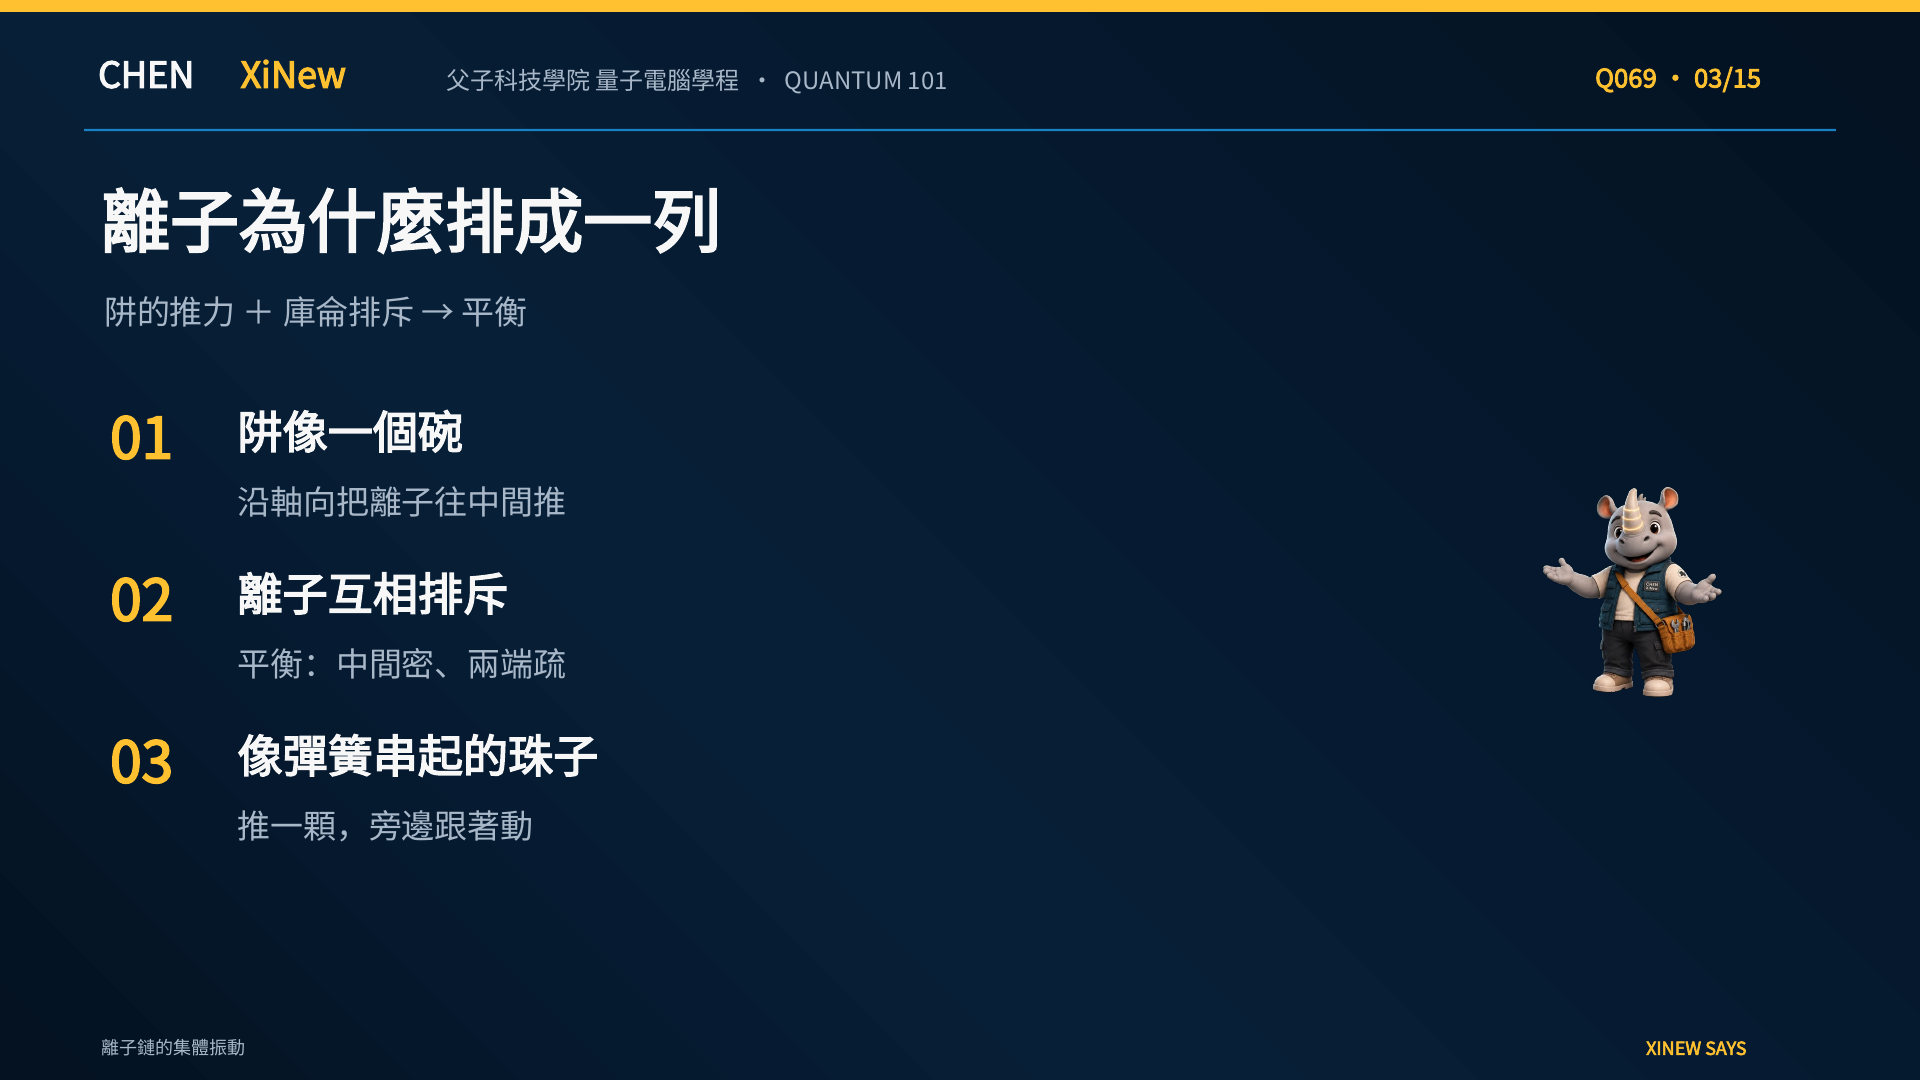 CHEN XiNew 父子科技學院 量子電腦學程 · QUANTUM 101 Q069 · 03/15
離子為什麼排成一列
阱的推力 ＋ 庫侖排斥 → 平衡
01 阱像一個碗
沿軸向把離子往中間推
02 離子互相排斥
平衡：中間密、兩端疏
03 像彈簧串起的珠子
推一顆，旁邊跟著動
離子鏈的集體振動 XINEW SAYS